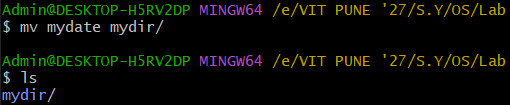 Admin@DESKTOP-H5RV2DP MINGW64 /e/VIT PUNE '27/S.Y/OS/Lab
$ mv mydate mydir/
Admin@DESKTOP-H5RV2DP MINGW64 /e/VIT PUNE '27/S.Y/OS/Lab
$ ls
mydir/